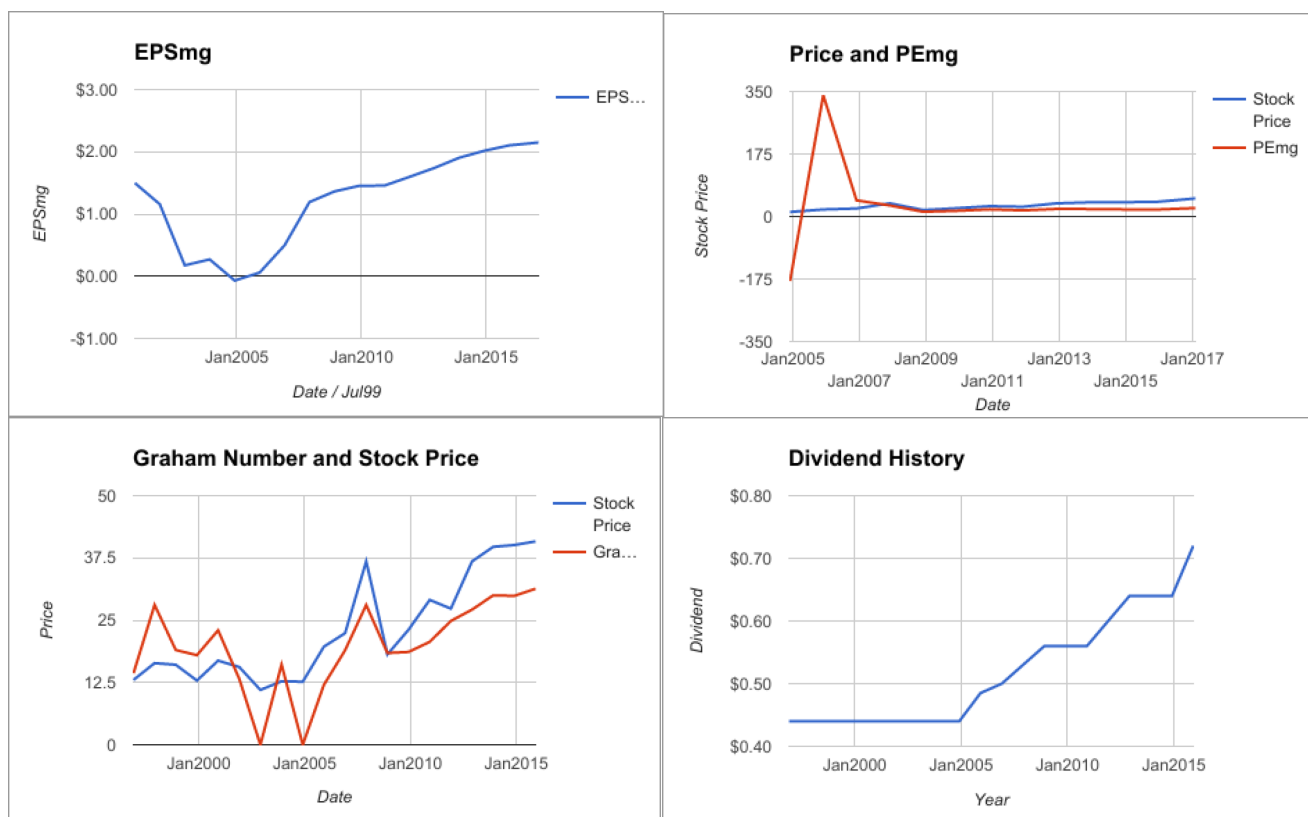 EPSmg
$3.00
$2.00
$1.00
$0.00
-$1.00
EPSmg
Jan2005 Jan2010 Jan2015
Date / Jul99
EPS…
Price and PEmg
350
175
0
-175
-350
Stock Price
Jan2005 Jan2009 Jan2013 Jan2017
Jan2007 Jan2011 Jan2015
Date
Stock
Price
PEmg
Graham Number and Stock Price
50
37.5
25
12.5
0
Price
Jan2000 Jan2005 Jan2010 Jan2015
Date
Stock
Price
Gra…
Dividend History
$0.80
$0.70
$0.60
$0.50
$0.40
Dividend
Jan2000 Jan2005 Jan2010 Jan2015
Year